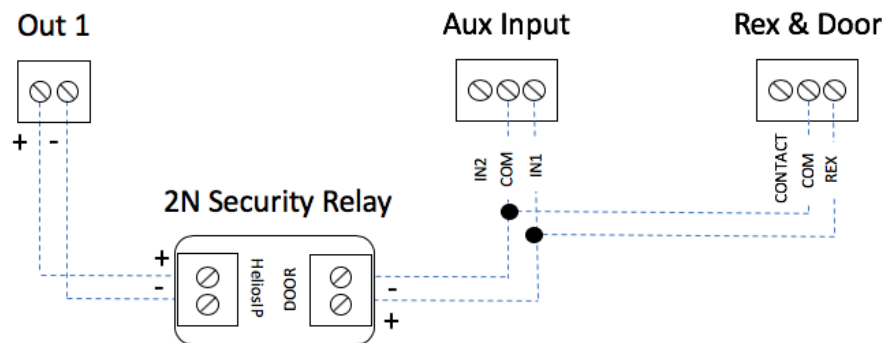 Out 1
Aux Input
Rex & Door
+ -
IN2
COM
IN1
CONTACT
COM
REX
2N Security Relay
+
-
HeliosIP
DOOR
-
+